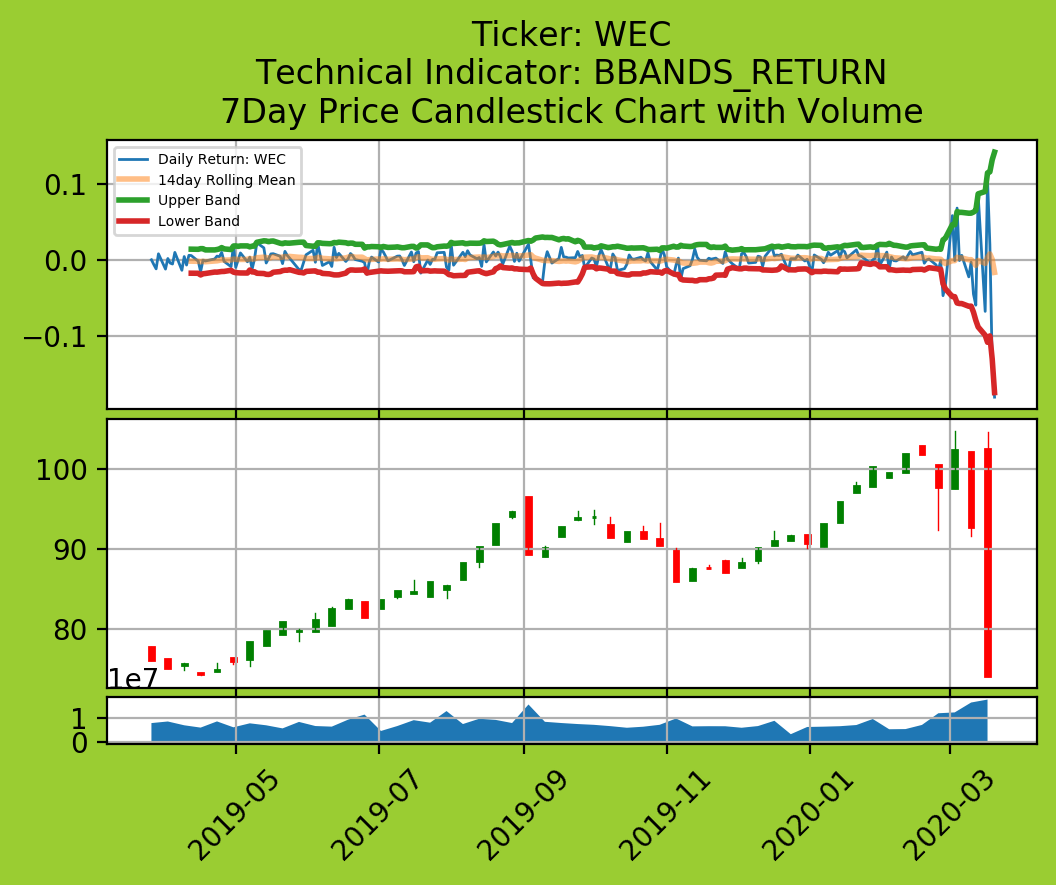 Ticker: WEC
Technical Indicator: BBANDS_RETURN
7Day Price Candlestick Chart with Volume
Daily Return: WEC
14day Rolling Mean
Upper Band
Lower Band
0.1
0.0
−0.1
100
90
80
1e7
1
0
2019-05
2019-07
2019-09
2019-11
2020-01
2020-03